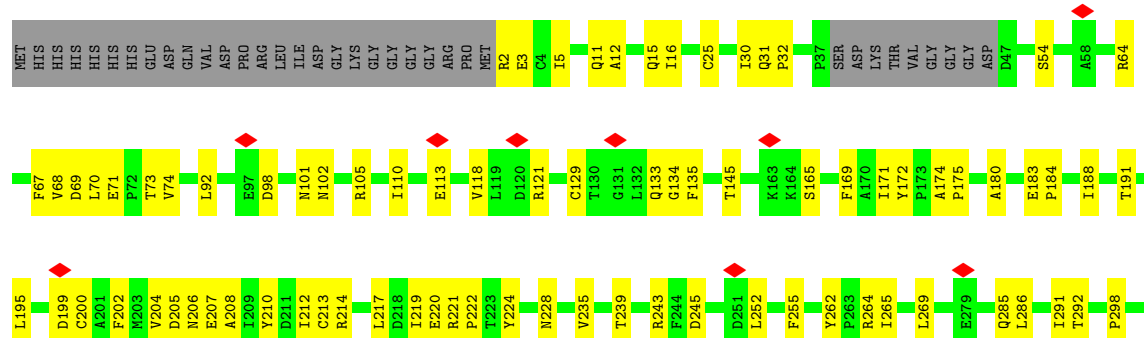 MET HIS HIS HIS HIS HIS HIS GLU ASP GLN VAL ASP PRO ARG LEU ILE ASP GLY LYS GLY GLY GLY GLY ARG PRO MET R2 E3 C4 I5 Q11 A12 Q15 I16 C25 I30 Q31 P32 P37 SER ASP LYS THR VAL GLY GLY GLY ASP D47 S54 A58 R64
F67 V68 D69 L70 E71 P72 T73 V74 L92 E97 D98 N101 N102 R105 I110 E113 V118 L119 D120 R121 C129 T130 G131 L132 Q133 G134 F135 T145 K163 K164 S165 F169 A170 I171 Y172 P173 A174 P175 A180 E183 P184 I188 T191
L195 D199 C200 A201 F202 M203 V204 D205 N206 E207 A208 I209 Y210 D211 I212 C213 R214 L217 D218 I219 E220 R221 P222 T223 Y224 N228 V235 T239 R243 F244 D245 D251 L252 F255 Y262 P263 R264 I265 L269 E279 Q285 L286 I291 T292 P298